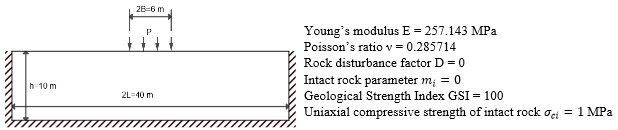 2B=6 m
P
h=10 m
2L=40 m
Young's modulus E = 257.143 MPa
Poisson's ratio ν = 0.285714
Rock disturbance factor D = 0
Intact rock parameter mᵢ = 0
Geological Strength Index GSI = 100
Uniaxial compressive strength of intact rock σ_ci = 1 MPa